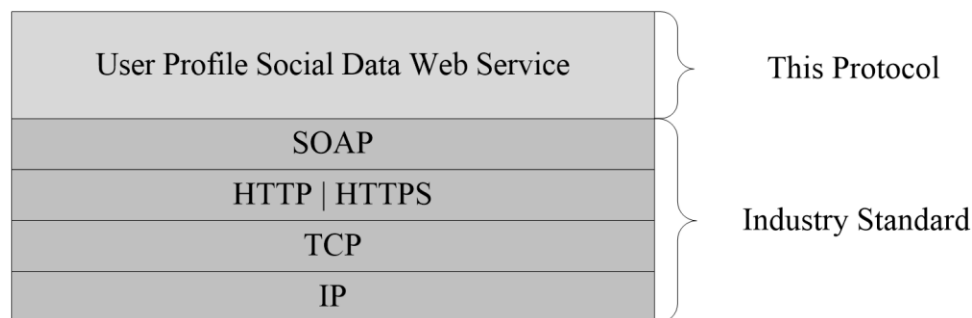 User Profile Social Data Web Service
This Protocol
SOAP
HTTP | HTTPS
TCP
IP
Industry Standard